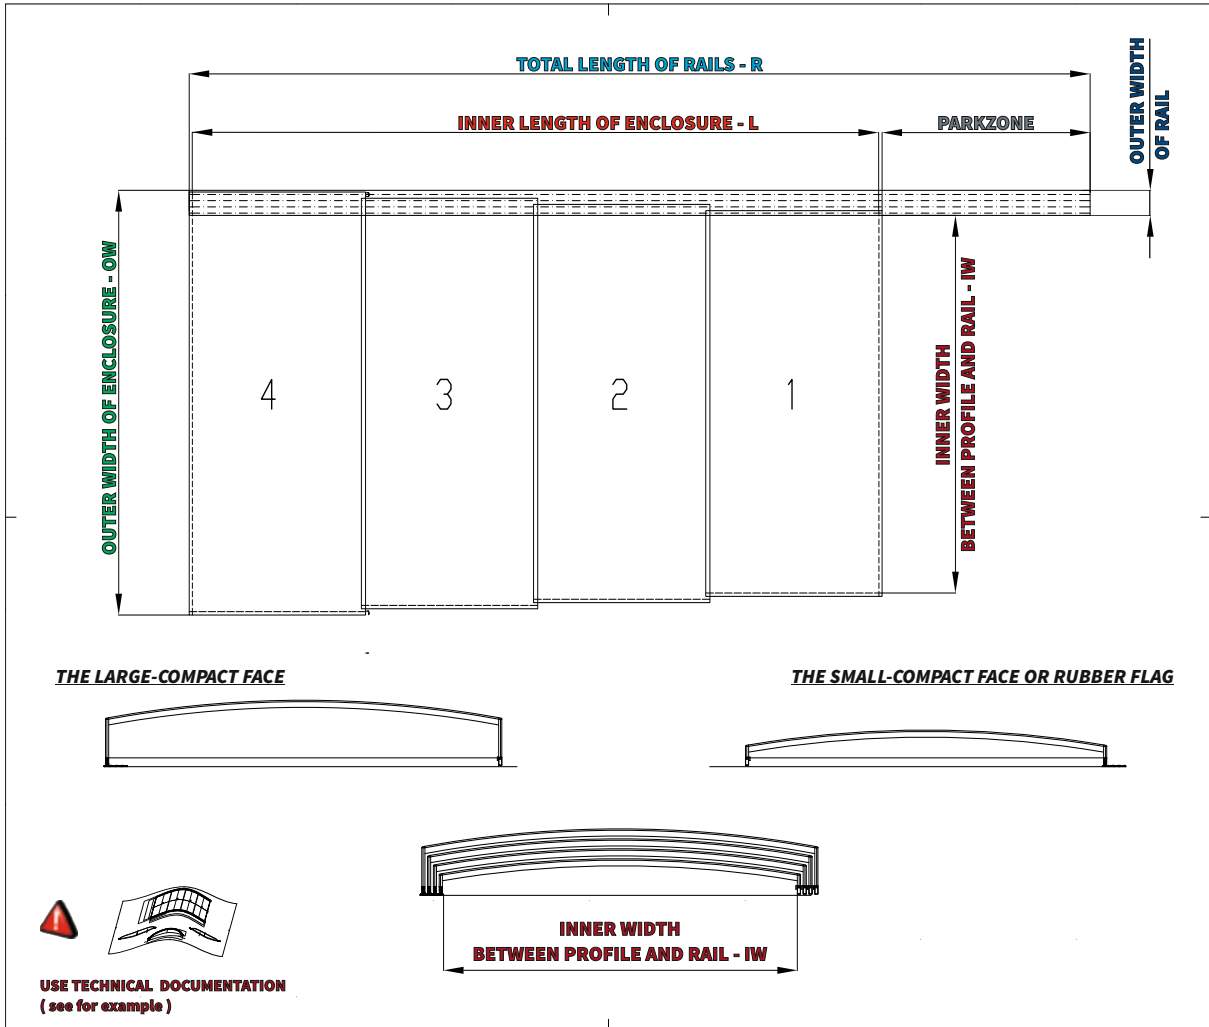 TOTAL LENGTH OF RAILS - R
INNER LENGTH OF ENCLOSURE - L
PARKZONE
OUTER WIDTH
OF RAIL
OUTER WIDTH OF ENCLOSURE - OW
4
3
2
1
INNER WIDTH
BETWEEN PROFILE AND RAIL - IW
THE LARGE-COMPACT FACE
THE SMALL-COMPACT FACE OR RUBBER FLAG
INNER WIDTH
BETWEEN PROFILE AND RAIL - IW
USE TECHNICAL DOCUMENTATION
( see for example )